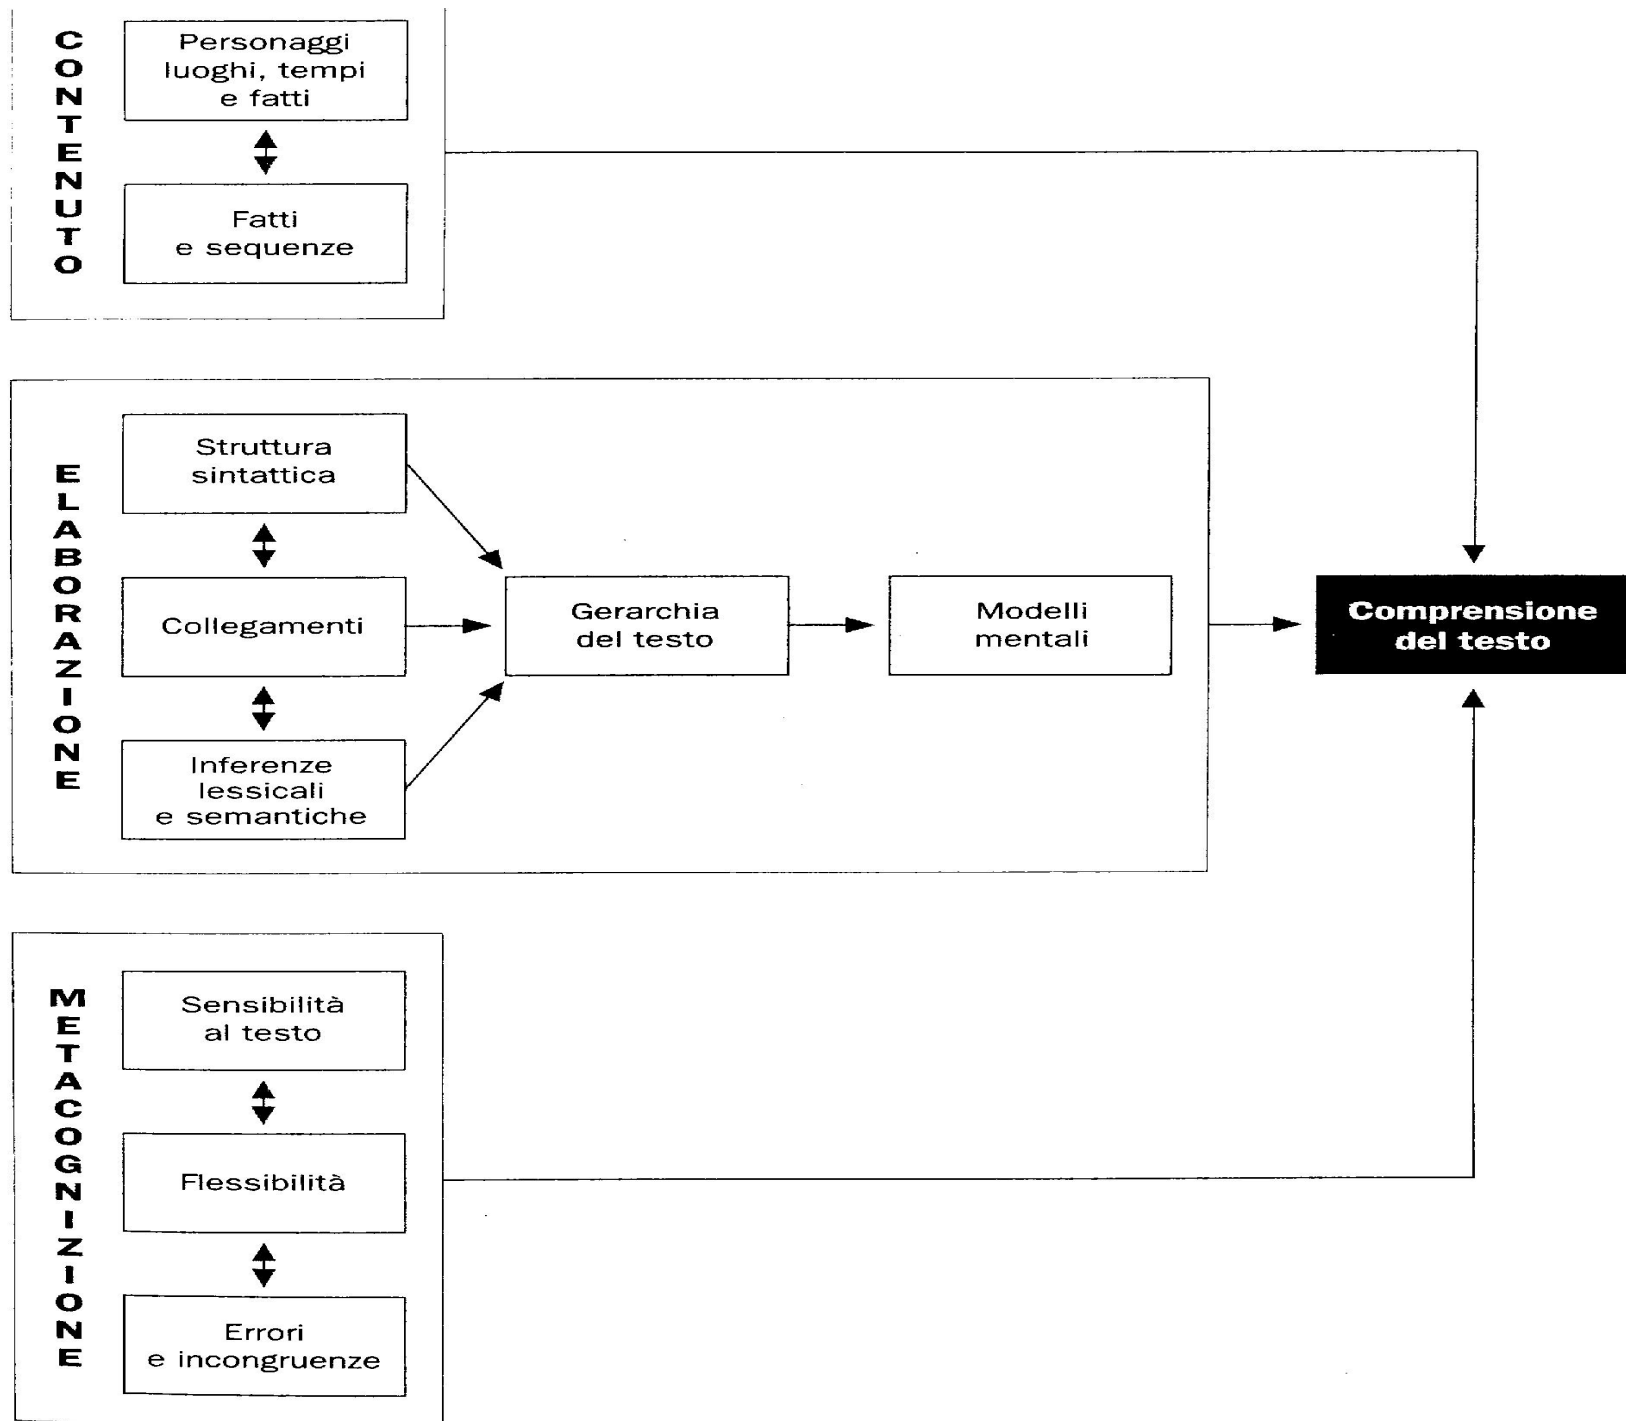 CONTENUTO
Personaggi
luoghi, tempi
e fatti
Fatti
e sequenze
ELABORAZIONE
Struttura
sintattica
Collegamenti
Inferenze
lessicali
e semantiche
Gerarchia
del testo
Modelli
mentali
Comprensione
del testo
METACOGNIZIONE
Sensibilità
al testo
Flessibilità
Errori
e incongruenze